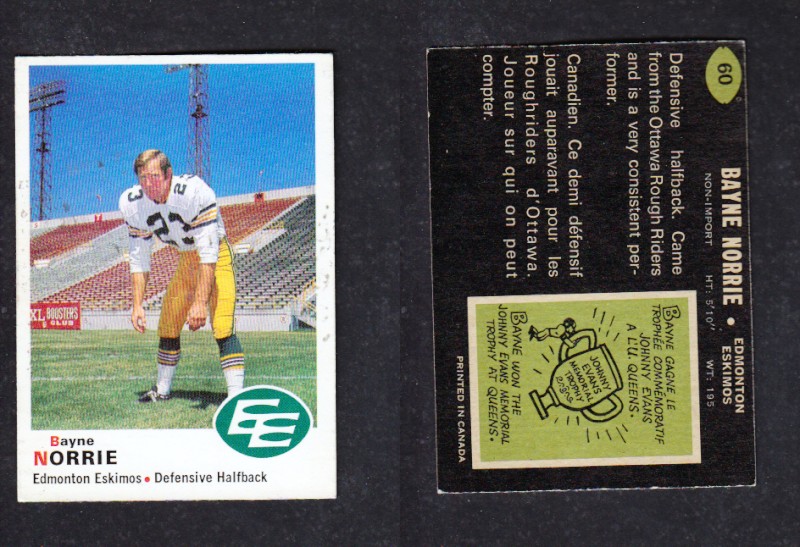 23
XL BOOSTERS
CLUB
EE
Bayne
NORRIE
Edmonton Eskimos • Defensive Halfback
60
BAYNE NORRIE • EDMONTON
ESKIMOS
NON-IMPORT HT: 5'10" WT: 195
Defensive halfback. Came
from the Ottawa Rough Riders
and is a very consistent per-
former.
Canadien. Ce demi défensif
jouait auparavant pour les
Roughriders d'Ottawa.
Joueur sur qui on peut
compter.
BAYNE GAGNE LE
TROPHÉE COMMÉMORATIF
JOHNNY EVANS
A L'U. QUEENS.
JOHNNY
EVANS
MEMORIAL
TROPHY
BAYNE WON THE
JOHNNY EVANS MEMORIAL
TROPHY AT QUEENS.
PRINTED IN CANADA